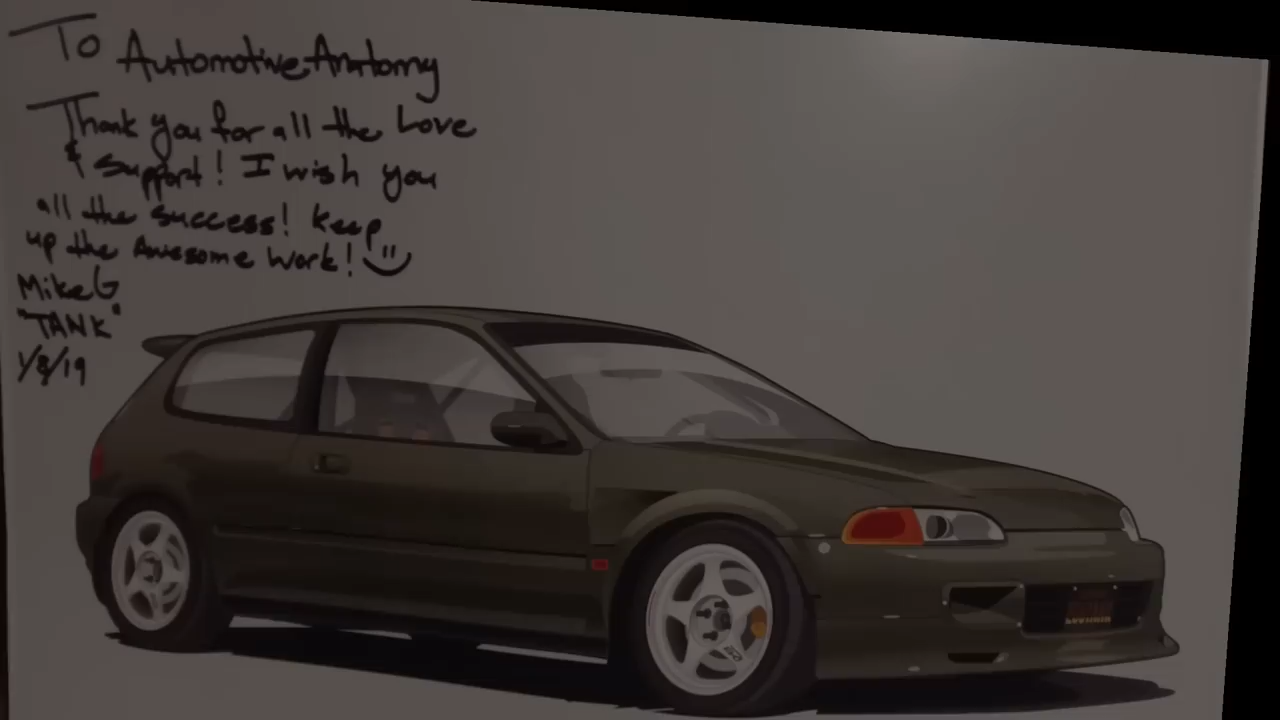 To Automotive Anatomy
Thank you for all the Love
& Support! I wish you
all the success! Keep
up the Awesome Work!
Mike G
"TANK"
1/8/19